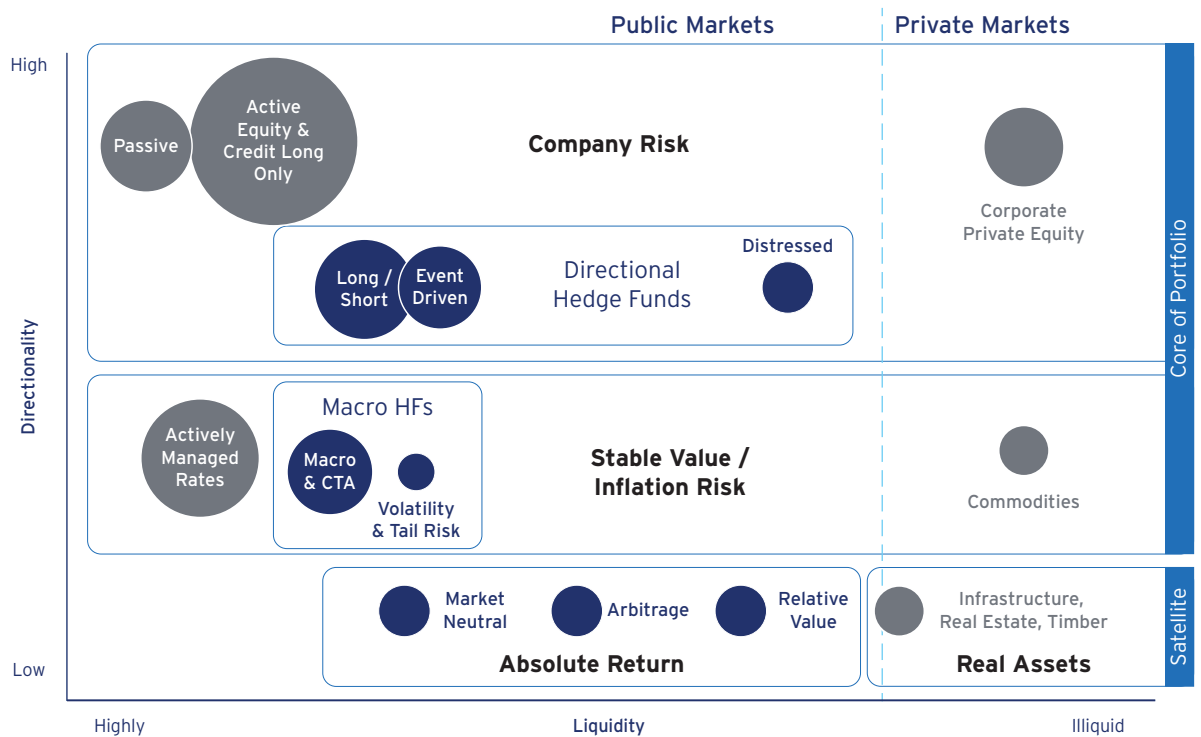 Public Markets
Private Markets
High
Passive
Active
Equity &
Credit Long
Only
Company Risk
Corporate
Private Equity
Long /
Short
Event
Driven
Directional
Hedge Funds
Distressed
Core of Portfolio
Directionality
Actively
Managed
Rates
Macro HFs
Macro
& CTA
Volatility
& Tail Risk
Stable Value /
Inflation Risk
Commodities
Market
Neutral
Arbitrage
Relative
Value
Absolute Return
Infrastructure,
Real Estate, Timber
Real Assets
Satellite
Low
Highly
Liquidity
Illiquid